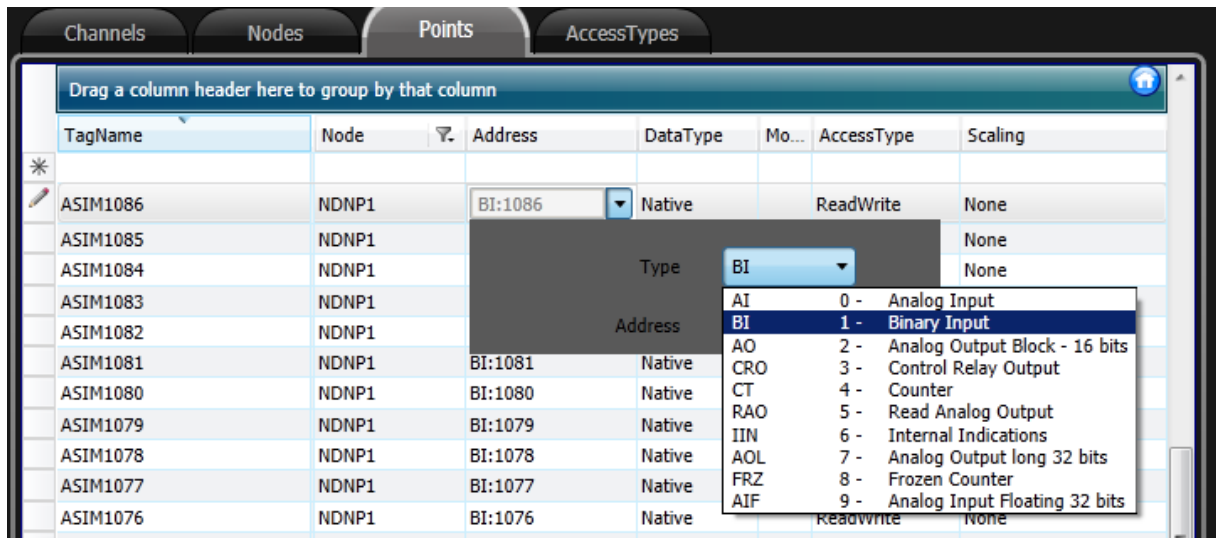 Channels Nodes Points AccessTypes
Drag a column header here to group by that column
TagName Node Address DataType Mo... AccessType Scaling
ASIM1086 NDNP1 BI:1086 Native ReadWrite None
ASIM1085 NDNP1 None
ASIM1084 NDNP1 Type BI None
ASIM1083 NDNP1 AI 0 - Analog Input
ASIM1082 NDNP1 Address BI 1 - Binary Input
AO 2 - Analog Output Block - 16 bits
ASIM1081 NDNP1 BI:1081 Native CRO 3 - Control Relay Output
ASIM1080 NDNP1 BI:1080 Native CT 4 - Counter
ASIM1079 NDNP1 BI:1079 Native RAO 5 - Read Analog Output
IIN 6 - Internal Indications
ASIM1078 NDNP1 BI:1078 Native AOL 7 - Analog Output long 32 bits
ASIM1077 NDNP1 BI:1077 Native FRZ 8 - Frozen Counter
AIF 9 - Analog Input Floating 32 bits
ASIM1076 NDNP1 BI:1076 Native ReadWrite None